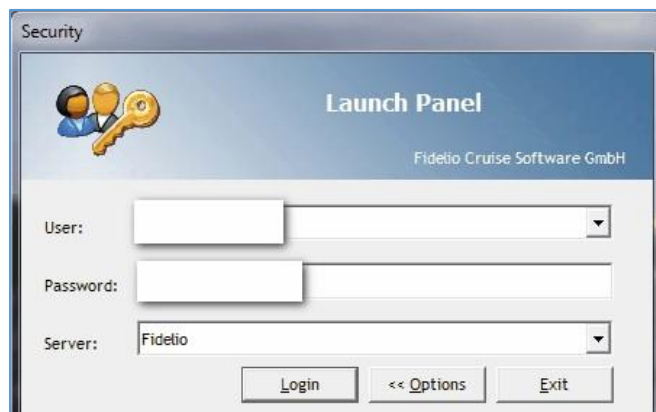 Security
Launch Panel
Fidelio Cruise Software GmbH
User:
Password:
Server: Fidelio
Login << Options Exit